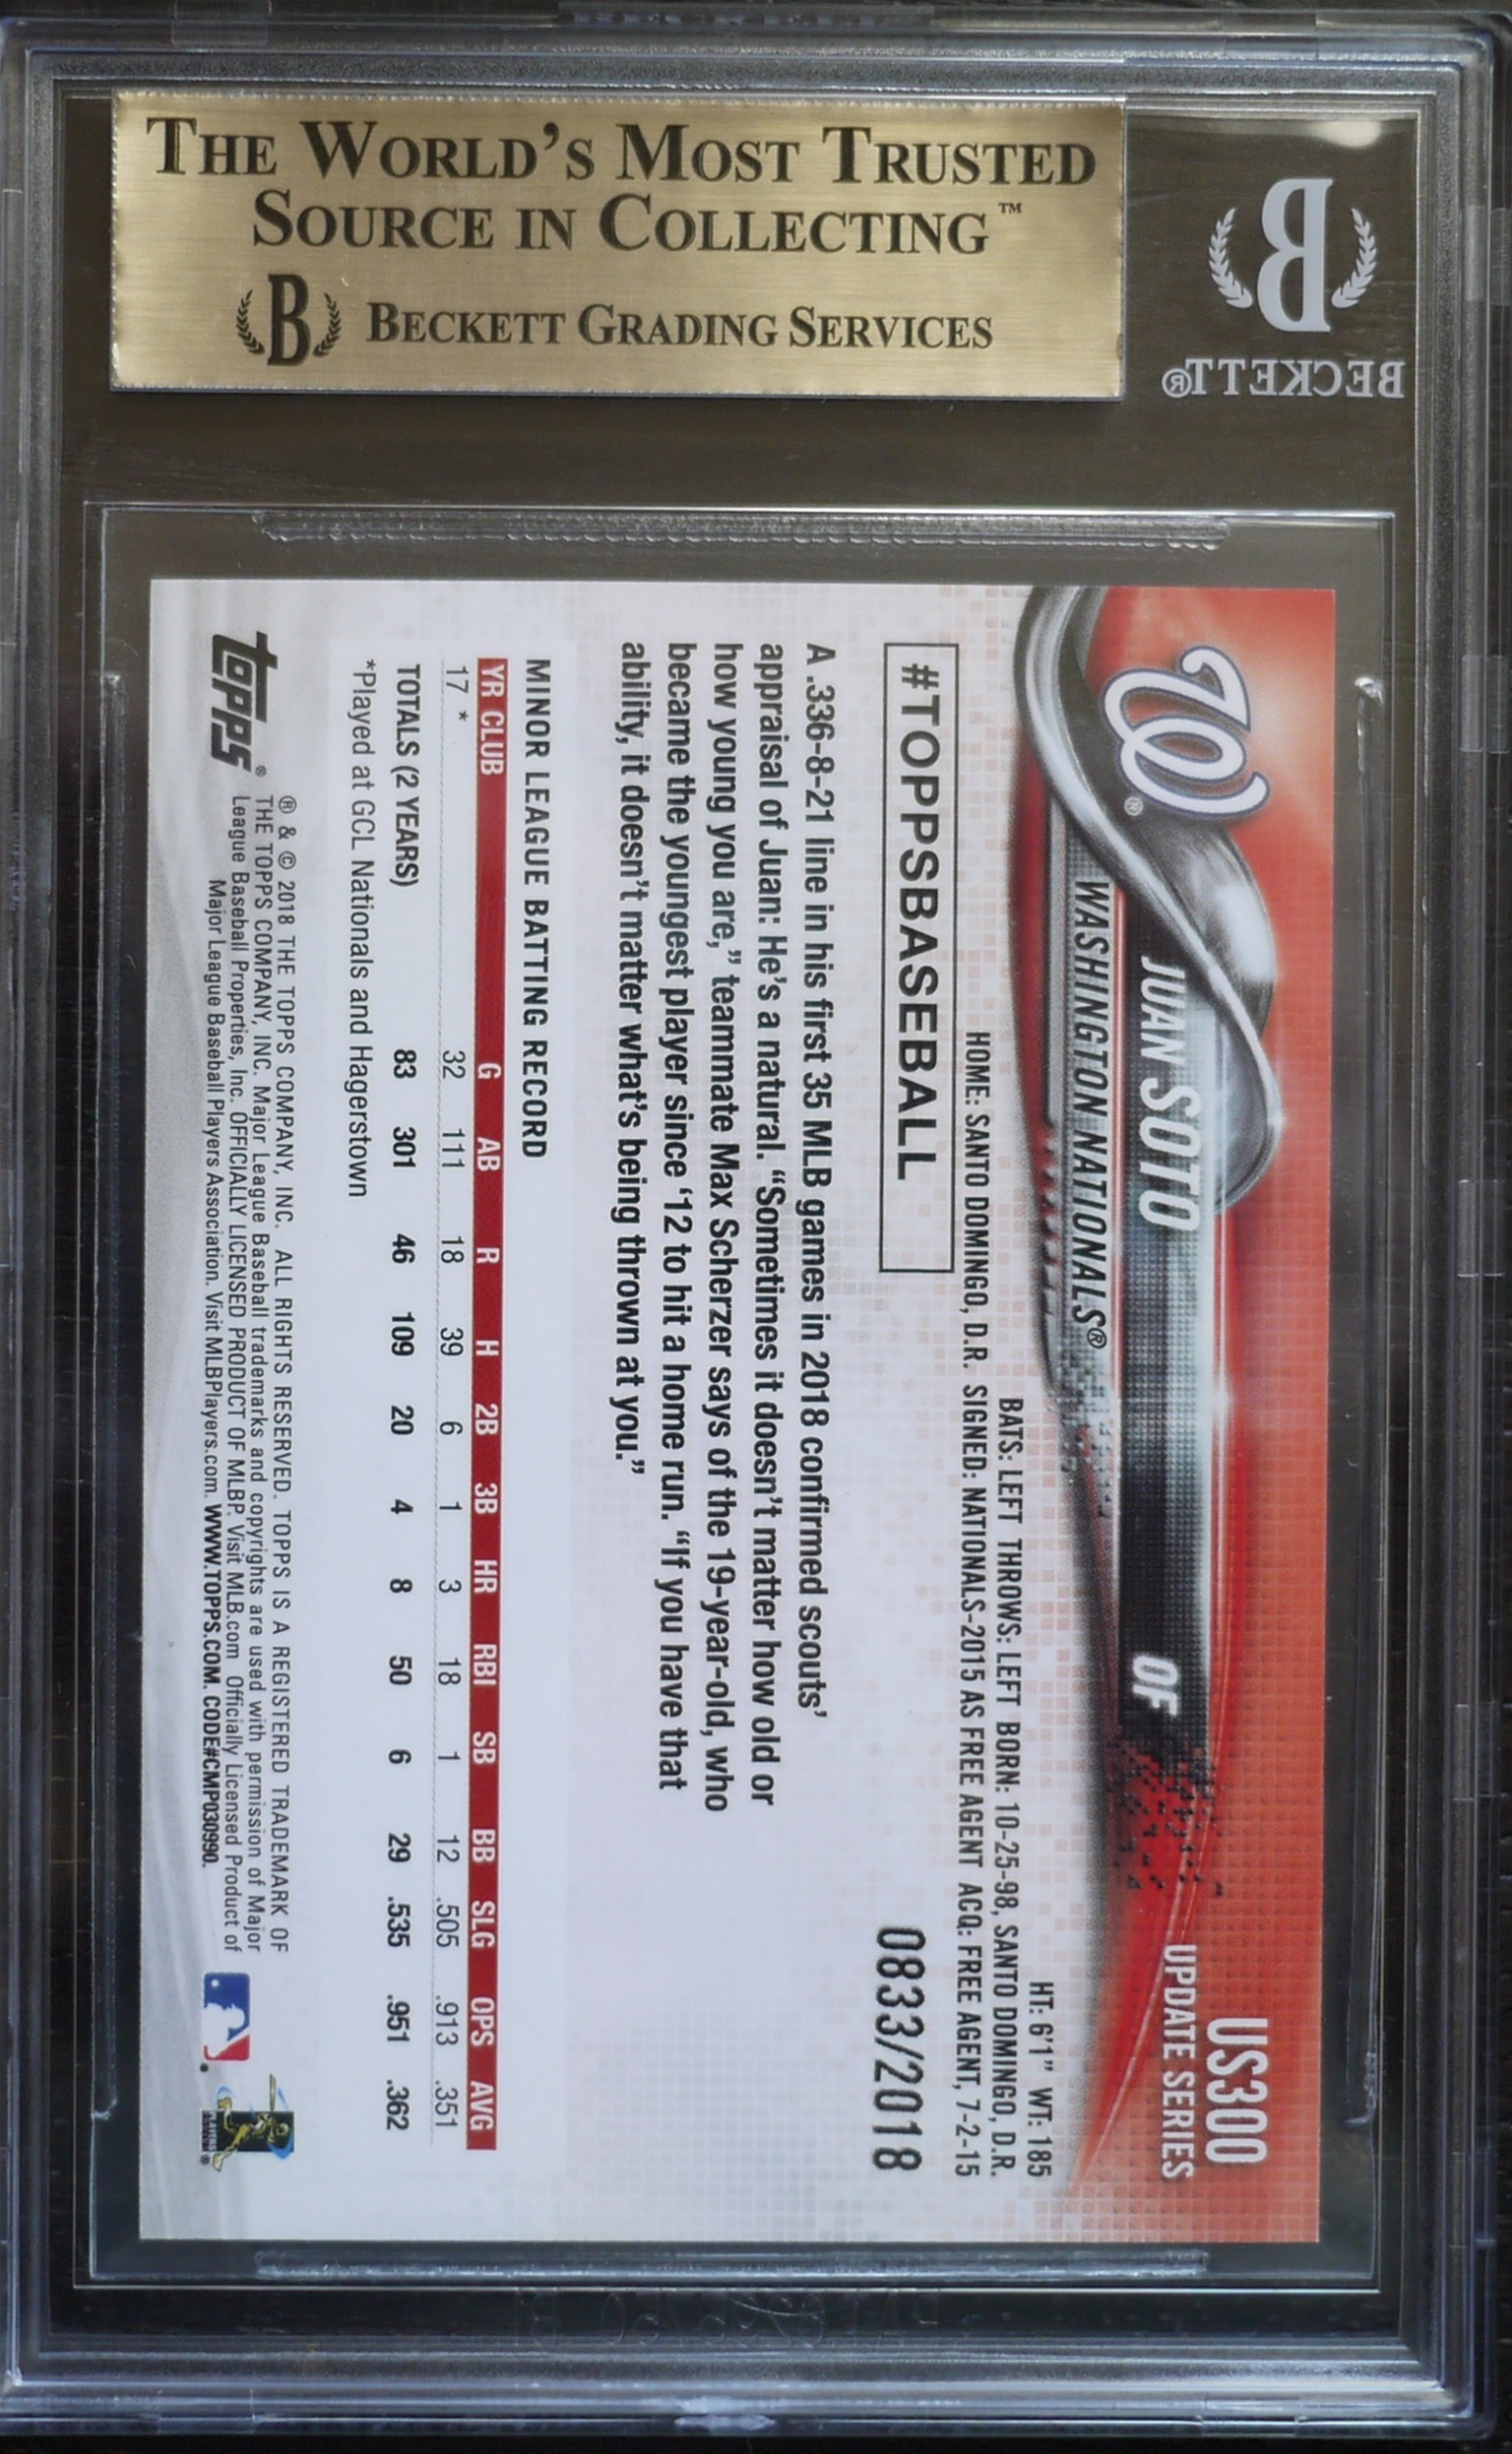 THE WORLD'S MOST TRUSTED
SOURCE IN COLLECTING™
B BECKETT GRADING SERVICES
B
BECKETT®
US300
UPDATE SERIES
W®
JUAN SOTO OF
WASHINGTON NATIONALS®
HT: 6'1" WT: 185
BATS: LEFT THROWS: LEFT BORN: 10-25-98, SANTO DOMINGO, D.R.
HOME: SANTO DOMINGO, D.R. SIGNED: NATIONALS-2015 AS FREE AGENT ACQ: FREE AGENT, 7-2-15
#TOPPSBASEBALL
0833/2018
A .336-8-21 line in his first 35 MLB games in 2018 confirmed scouts'
appraisal of Juan: He's a natural. “Sometimes it doesn't matter how old or
how young you are,” teammate Max Scherzer says of the 19-year-old, who
became the youngest player since ‘12 to hit a home run. “If you have that
ability, it doesn't matter what's being thrown at you.”
MINOR LEAGUE BATTING RECORD
YR CLUB G AB R H 2B 3B HR RBI SB BB SLG OPS AVG
17 * 32 111 18 39 6 1 3 18 1 12 .505 .913 .351
TOTALS (2 YEARS) 83 301 46 109 20 4 8 50 6 29 .535 .951 .362
*Played at GCL Nationals and Hagerstown
topps®
® & © 2018 THE TOPPS COMPANY, INC. ALL RIGHTS RESERVED. TOPPS IS A REGISTERED TRADEMARK OF
THE TOPPS COMPANY, INC. Major League Baseball trademarks and copyrights are used with permission of Major
League Baseball Properties, Inc. OFFICIALLY LICENSED PRODUCT OF MLBP. Visit MLB.com Officially Licensed Product of
Major League Baseball Players Association. Visit MLBPlayers.com. WWW.TOPPS.COM. CODE#CMP030990.